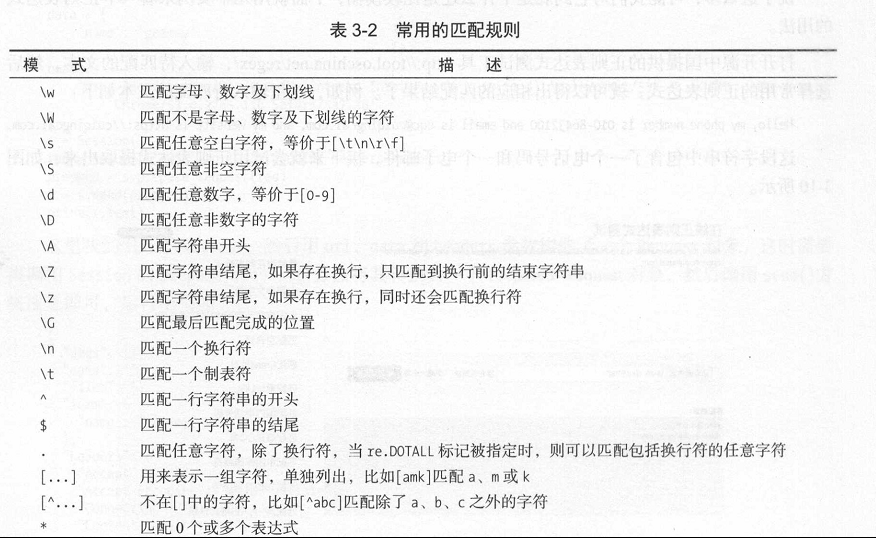 表 3-2 常用的匹配规则
模 式 描 述
\w 匹配字母、数字及下划线
\W 匹配不是字母、数字及下划线的字符
\s 匹配任意空白字符，等价于[\t\n\r\f]
\S 匹配任意非空字符
\d 匹配任意数字，等价于[0-9]
\D 匹配任意非数字的字符
\A 匹配字符串开头
\Z 匹配字符串结尾，如果存在换行，只匹配到换行前的结束字符串
\z 匹配字符串结尾，如果存在换行，同时还会匹配换行符
\G 匹配最后匹配完成的位置
\n 匹配一个换行符
\t 匹配一个制表符
^ 匹配一行字符串的开头
$ 匹配一行字符串的结尾
. 匹配任意字符，除了换行符，当 re.DOTALL 标记被指定时，则可以匹配包括换行符的任意字符
[...] 用来表示一组字符，单独列出，比如[amk]匹配 a、m 或 k
[^...] 不在[]中的字符，比如[^abc]匹配除了 a、b、c 之外的字符
* 匹配 0 个或多个表达式